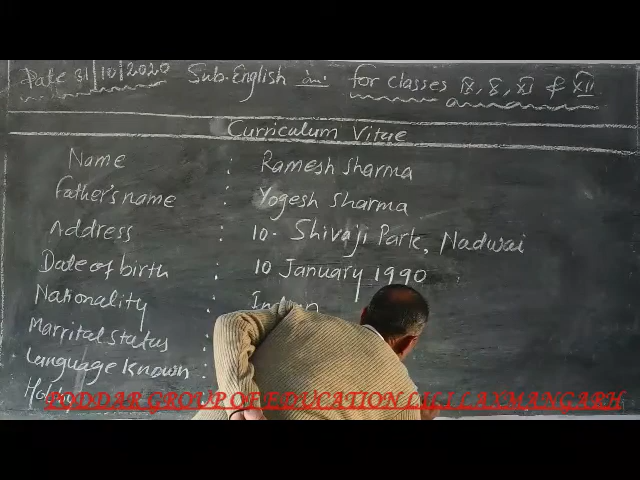 Date 31/10/2020 Sub. English for classes IX, X, XI & XII
Curriculum Vitae
Name : Ramesh Sharma
Father's name : Yogesh Sharma
Address : 10. Shivaji Park, Nadwai
Date of birth : 10 January 1990
Nationality : Indian
Marrital Status :
Language known :
PODDAR GROUP OF EDUCATION LILI LAXMANGARH